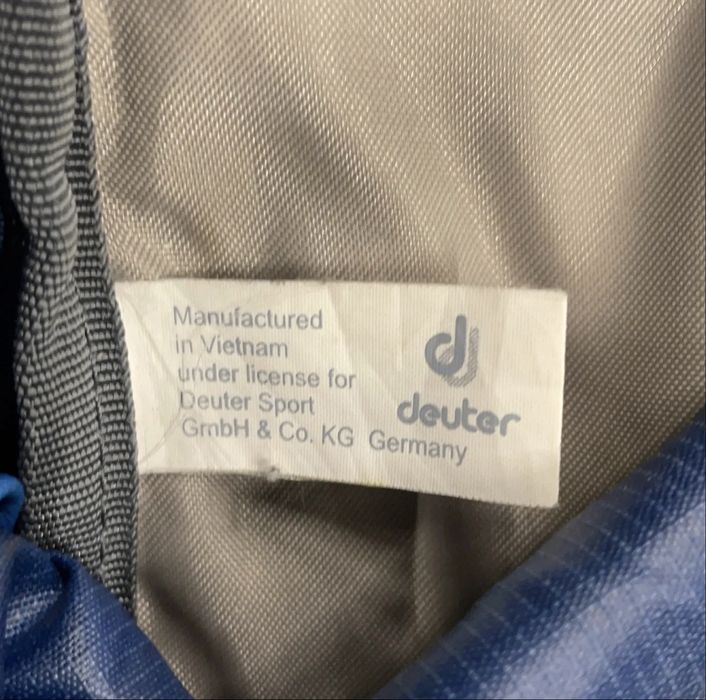 Manufactured
in Vietnam
under license for
Deuter Sport
GmbH & Co. KG Germany
d
deuter